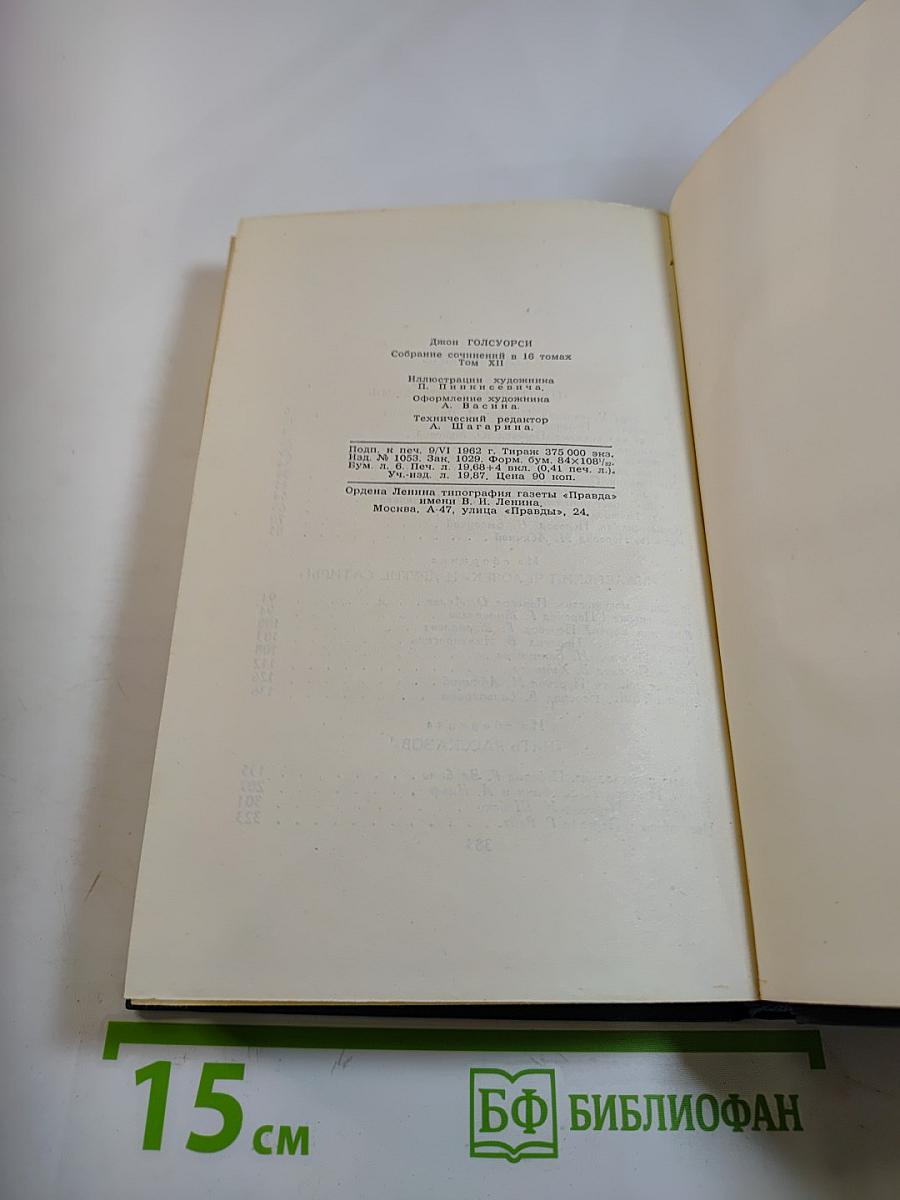 Джон ГОЛСУОРСИ
Собрание сочинений в 16 томах
Том XII
Иллюстрации художника
П. Пинкисевича.
Оформление художника
А. Васина.
Технический редактор
А. Шагарина.
Подп. к печ. 9/VI 1962 г. Тираж 375 000 экз.
Изд. № 1053. Зак. 1029. Форм. бум. 84×108¹/₃₂.
Бум. л. 6. Печ. л. 19,68+4 вкл. (0,41 печ. л.).
Уч.-изд. л. 19,87. Цена 90 коп.
Ордена Ленина типография газеты «Правда»
имени В. И. Ленина.
Москва, А-47, улица «Правды», 24.
15 см
БФ БИБЛИОФАН